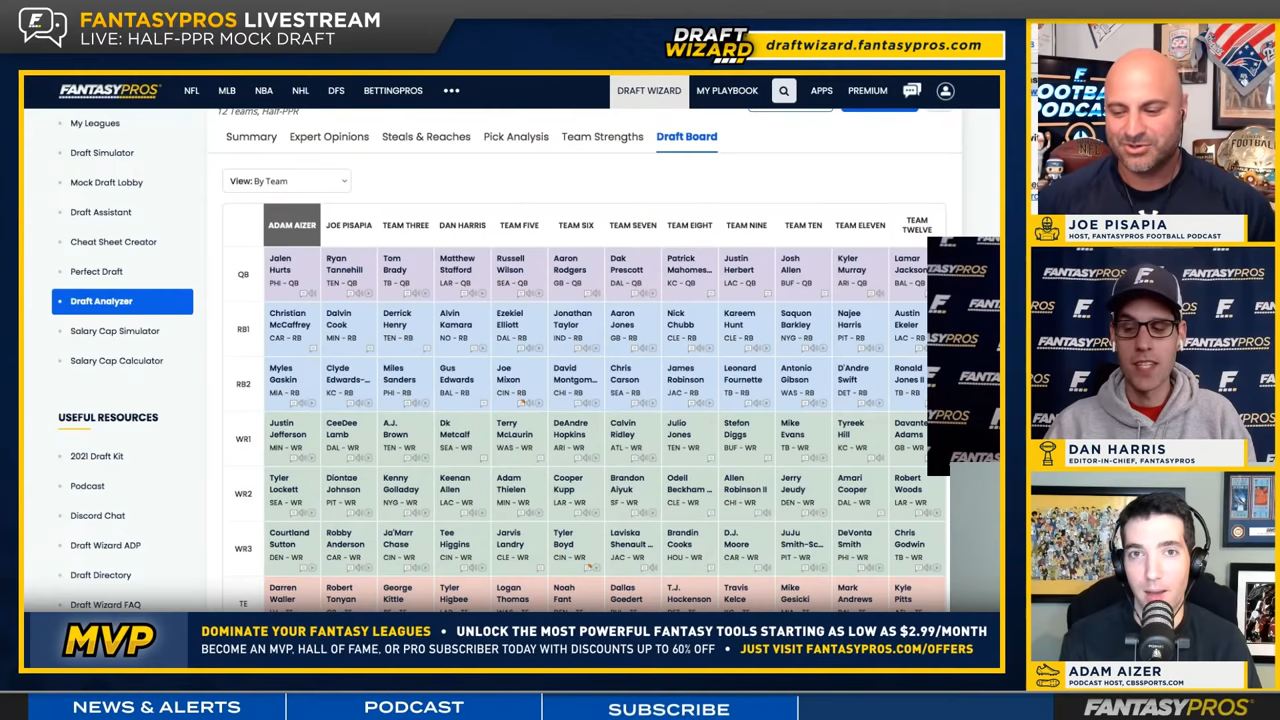 FANTASYPROS LIVESTREAM
LIVE: HALF-PPR MOCK DRAFT
DRAFT WIZARD
draftwizard.fantasypros.com
FANTASYPROS
NFL MLB NBA NHL DFS BETTINGPROS •••
DRAFT WIZARD MY PLAYBOOK APPS PREMIUM
12 Teams, Half-PPR
Summary Expert Opinions Steals & Reaches Pick Analysis Team Strengths Draft Board
My Leagues
Draft Simulator
Mock Draft Lobby
Draft Assistant
Cheat Sheet Creator
Perfect Draft
Draft Analyzer
Salary Cap Simulator
Salary Cap Calculator
USEFUL RESOURCES
2021 Draft Kit
Podcast
Discord Chat
Draft Wizard ADP
Draft Directory
Draft Wizard FAQ
View: By Team
ADAM AIZER JOE PISAPIA TEAM THREE DAN HARRIS TEAM FIVE TEAM SIX TEAM SEVEN TEAM EIGHT TEAM NINE TEAM TEN TEAM ELEVEN TEAM TWELVE
QB
Jalen Ryan Tom Matthew Russell Aaron Dak Patrick Justin Josh Kyler Lamar
Hurts Tannehill Brady Stafford Wilson Rodgers Prescott Mahomes... Herbert Allen Murray Jackson
PHI - QB TEN - QB TB - QB LAR - QB SEA - QB GB - QB DAL - QB KC - QB LAC - QB BUF - QB ARI - QB BAL - QB
RB1
Christian Dalvin Derrick Alvin Ezekiel Jonathan Aaron Nick Kareem Saquon Najee Austin
McCaffrey Cook Henry Kamara Elliott Taylor Jones Chubb Hunt Barkley Harris Ekeler
CAR - RB MIN - RB TEN - RB NO - RB DAL - RB IND - RB GB - RB CLE - RB CLE - RB NYG - RB PIT - RB LAC - RB
RB2
Myles Clyde Miles Gus Joe David Chris James Leonard Antonio D'Andre Ronald
Gaskin Edwards-... Sanders Edwards Mixon Montgom... Carson Robinson Fournette Gibson Swift Jones II
MIA - RB KC - RB PHI - RB BAL - RB CIN - RB CHI - RB SEA - RB JAC - RB TB - RB WAS - RB DET - RB TB - RB
WR1
Justin CeeDee A.J. Dk Terry DeAndre Calvin Julio Stefon Mike Tyreek Davante
Jefferson Lamb Brown Metcalf McLaurin Hopkins Ridley Jones Diggs Evans Hill Adams
MIN - WR DAL - WR TEN - WR SEA - WR WAS - WR ARI - WR ATL - WR TEN - WR BUF - WR TB - WR KC - WR GB - WR
WR2
Tyler Diontae Kenny Keenan Adam Cooper Brandon Odell Allen Jerry Amari Robert
Lockett Johnson Golladay Allen Thielen Kupp Aiyuk Beckham ... Robinson II Jeudy Cooper Woods
SEA - WR PIT - WR NYG - WR LAC - WR MIN - WR LAR - WR SF - WR CLE - WR CHI - WR DEN - WR DAL - WR LAR - WR
WR3
Courtland Robby Ja'Marr Tee Jarvis Tyler Laviska Brandin D.J. JuJu DeVonta Chris
Sutton Anderson Chase Higgins Landry Boyd Shenault ... Cooks Moore Smith-Sc... Smith Godwin
DEN - WR CAR - WR CIN - WR CIN - WR CLE - WR CIN - WR JAC - WR HOU - WR CAR - WR PIT - WR PHI - WR TB - WR
TE
Darren Robert George Tyler Logan Noah Dallas T.J. Travis Mike Mark Kyle
Waller Tonyan Kittle Higbee Thomas Fant Goedert Hockenson Kelce Gesicki Andrews Pitts
JOE PISAPIA
HOST, FANTASYPROS FOOTBALL PODCAST
DAN HARRIS
EDITOR-IN-CHIEF, FANTASYPROS
ADAM AIZER
PODCAST HOST, CBSSPORTS.COM
MVP
DOMINATE YOUR FANTASY LEAGUES • UNLOCK THE MOST POWERFUL FANTASY TOOLS STARTING AS LOW AS $2.99/MONTH
BECOME AN MVP, HALL OF FAME, OR PRO SUBSCRIBER TODAY WITH DISCOUNTS UP TO 60% OFF • JUST VISIT FANTASYPROS.COM/OFFERS
NEWS & ALERTS PODCAST SUBSCRIBE FANTASYPROS